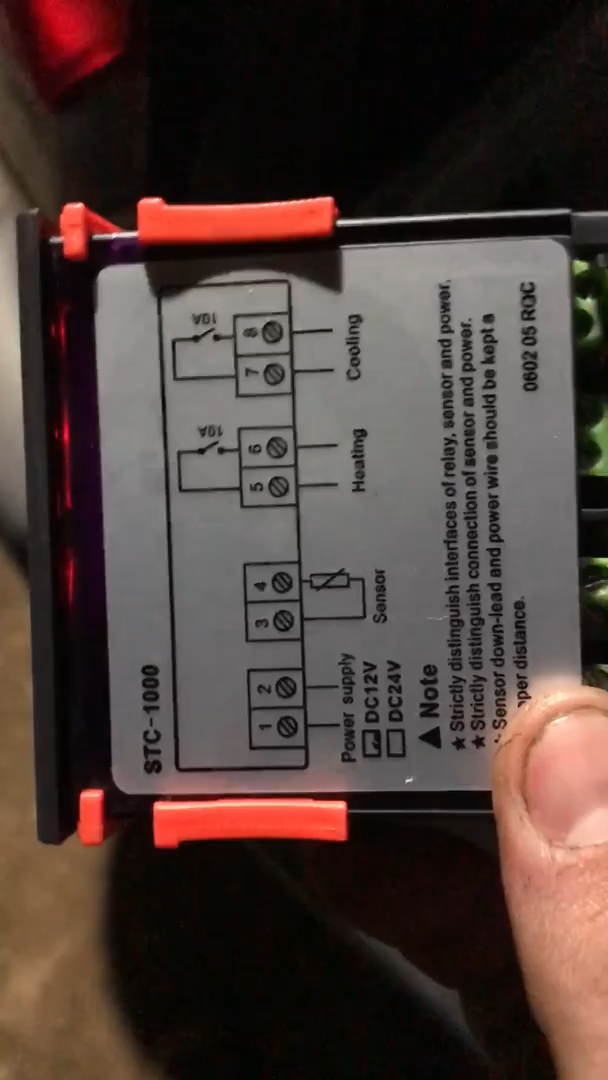 STC-1000
1 2 3 4 5 6 7 8
10A 10A
Power supply Sensor Heating Cooling
DC12V
DC24V
▲ Note
★ Strictly distinguish interfaces of relay, sensor and power.
★ Strictly distinguish connection of sensor and power.
Sensor down-lead and power wire should be kept a
distance.
0602 05 ROC